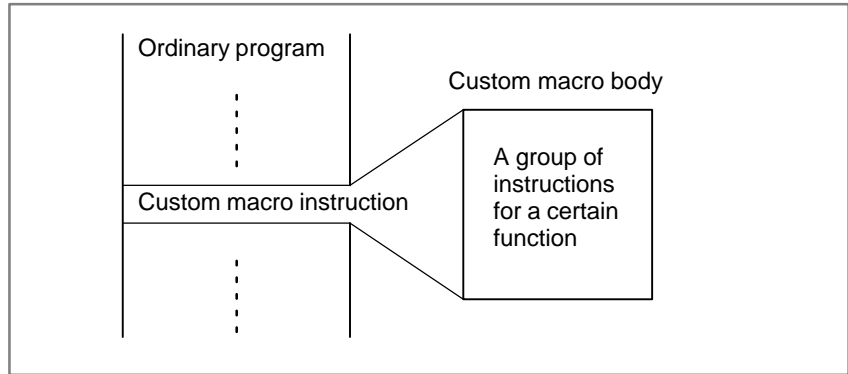 Ordinary program
Custom macro body
A group of
instructions
for a certain
function
Custom macro instruction